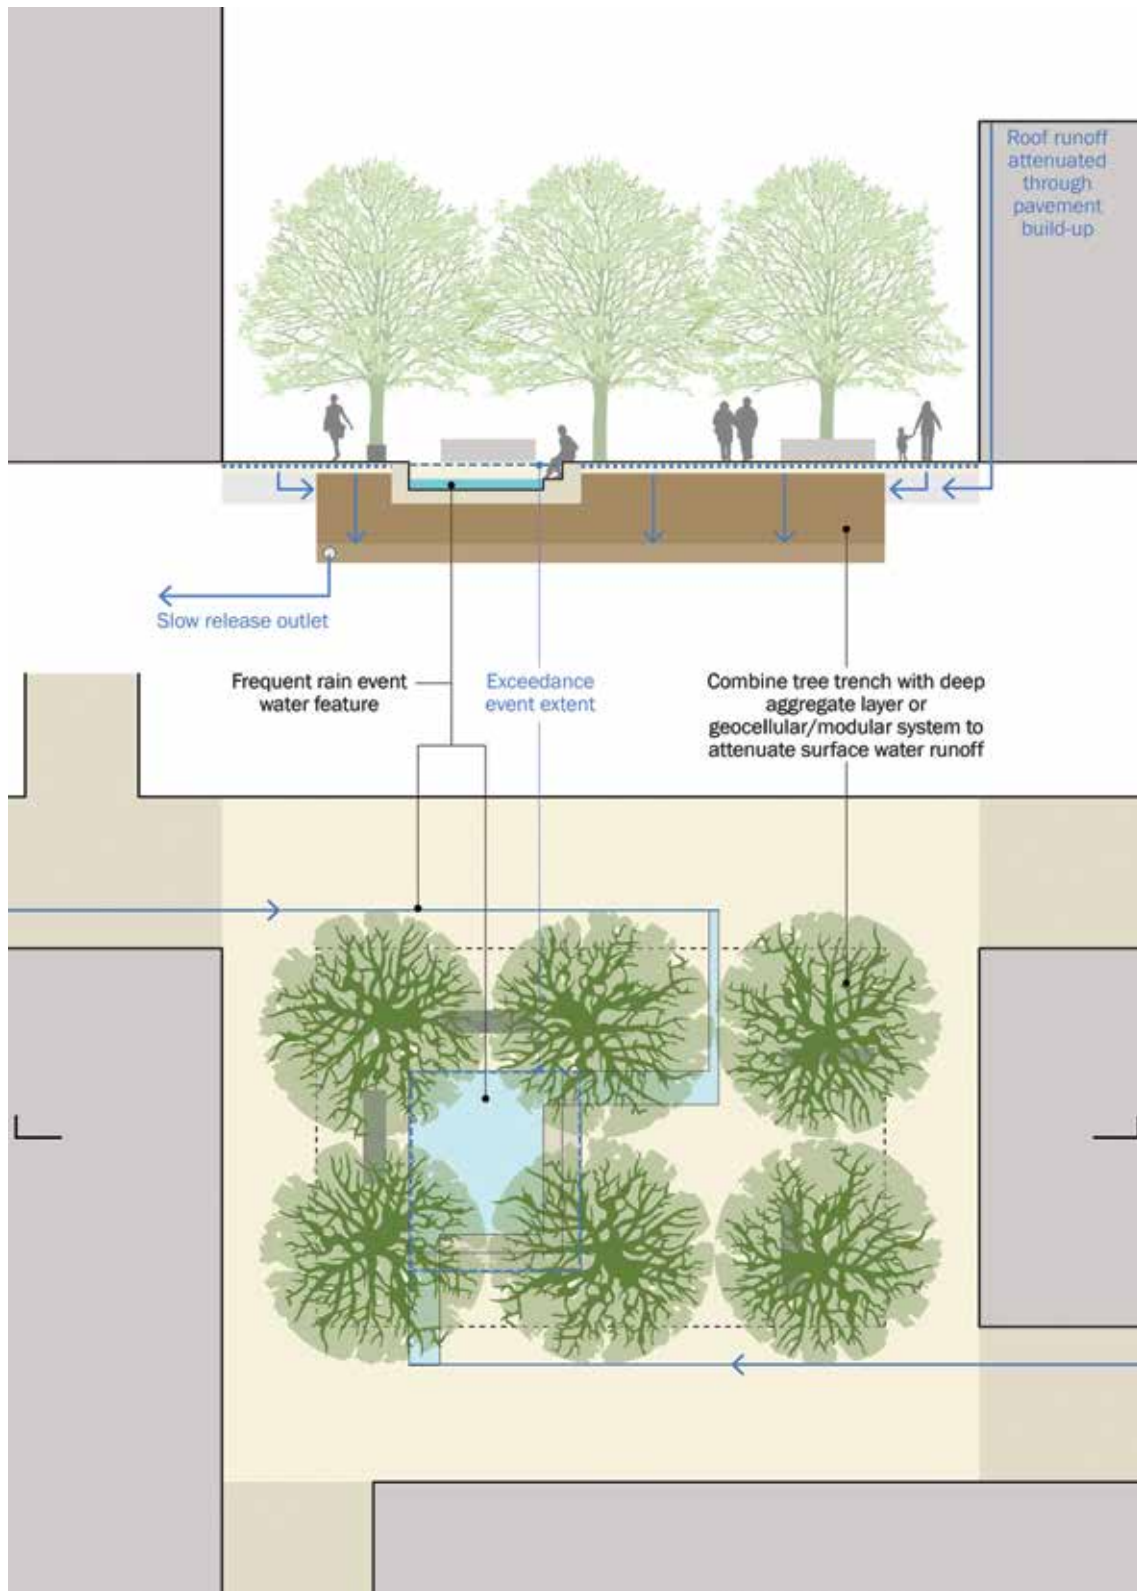 Roof runoff
attenuated
through
pavement
build-up
Slow release outlet
Frequent rain event
water feature
Exceedance
event extent
Combine tree trench with deep
aggregate layer or
geocellular/modular system to
attenuate surface water runoff